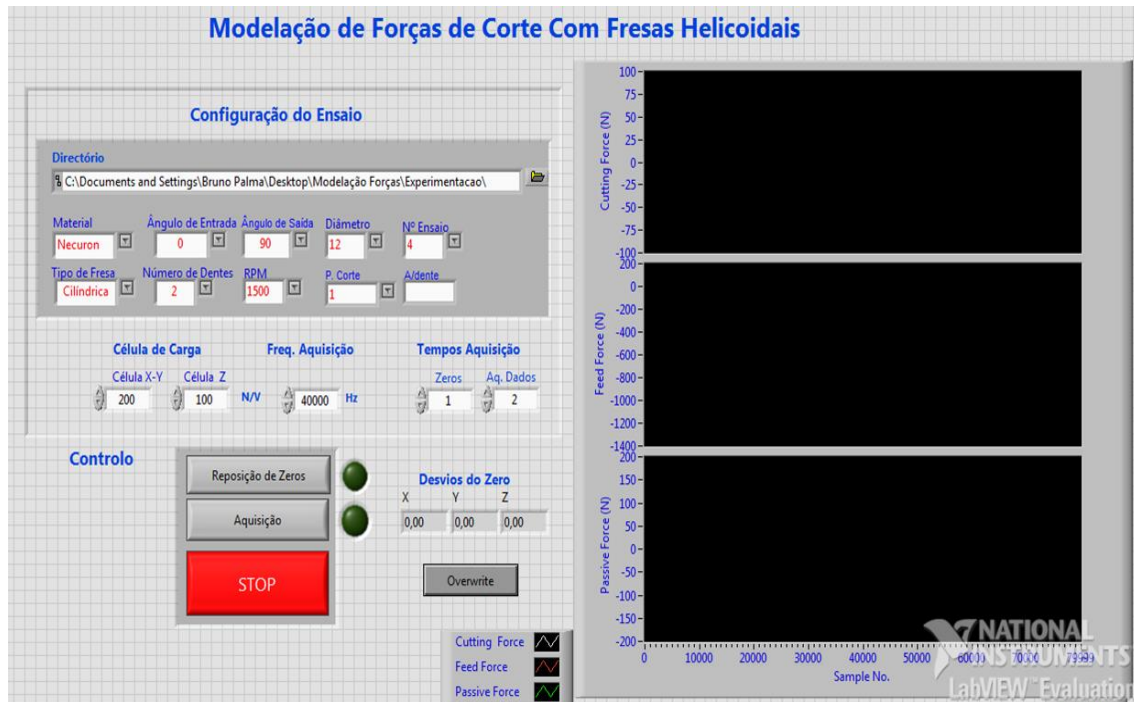 Modelação de Forças de Corte Com Fresas Helicoidais
Configuração do Ensaio
Directório
C:\Documents and Settings\Bruno Palma\Desktop\Modelação Forças\Experimentacao\
Material Ângulo de Entrada Ângulo de Saída Diâmetro Nº Ensaio
Necuron 0 90 12 4
Tipo de Fresa Número de Dentes RPM P. Corte A/dente
Cilíndrica 2 1500 1
Célula de Carga Freq. Aquisição Tempos Aquisição
Célula X-Y Célula Z Zeros Aq. Dados
200 100 N/V 40000 Hz 1 2
Controlo
Reposição de Zeros
Aquisição
STOP
Desvios do Zero
X Y Z
0,00 0,00 0,00
Overwrite
Cutting Force
Feed Force
Passive Force
Cutting Force (N)
100
75
50
25
0
-25
-50
-75
-100
Feed Force (N)
200
0
-200
-400
-600
-800
-1000
-1200
-1400
Passive Force (N)
200
150
100
50
0
-50
-100
-150
-200
0 10000 20000 30000 40000 50000 60000 70000 79999
Sample No.
NATIONAL
INSTRUMENTS
LabVIEW™ Evaluation